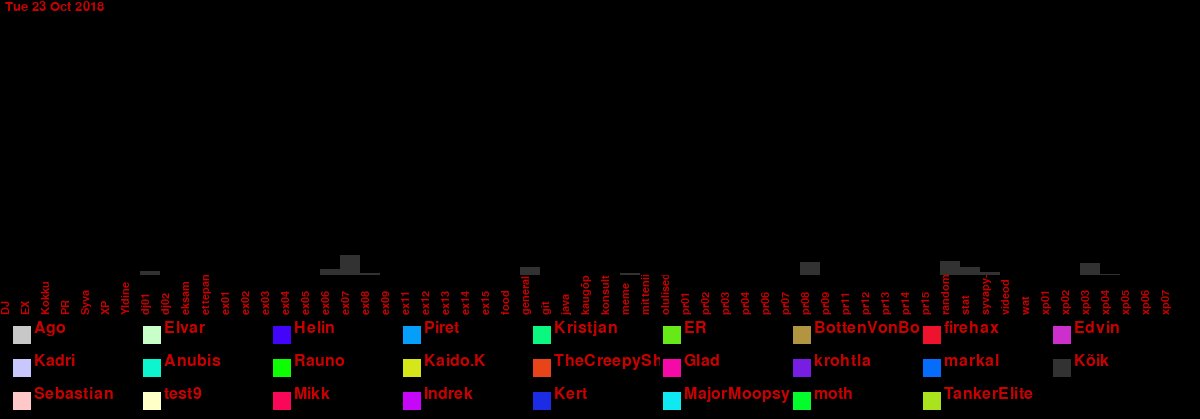 Tue 23 Oct 2018
DJ EX Kokku PR Syva XP Yldine dj01 dj02 eksam ettepan ex01 ex02 ex03 ex04 ex05 ex06 ex07 ex08 ex09 ex11 ex12 ex13 ex14 ex15 food general git java kaugõp konsult meme mittenii olulised pr01 pr02 pr03 pr04 pr06 pr07 pr08 pr09 pr11 pr12 pr13 pr14 pr15 random stat syvapy- videod wat xp01 xp02 xp03 xp04 xp05 xp06 xp07
Ago Elvar Helin Piret Kristjan ER BottenVonBo firehax Edvin
Kadri Anubis Rauno Kaido.K TheCreepySh Glad krohtla markal Kõik
Sebastian test9 Mikk Indrek Kert MajorMoopsy moth TankerElite